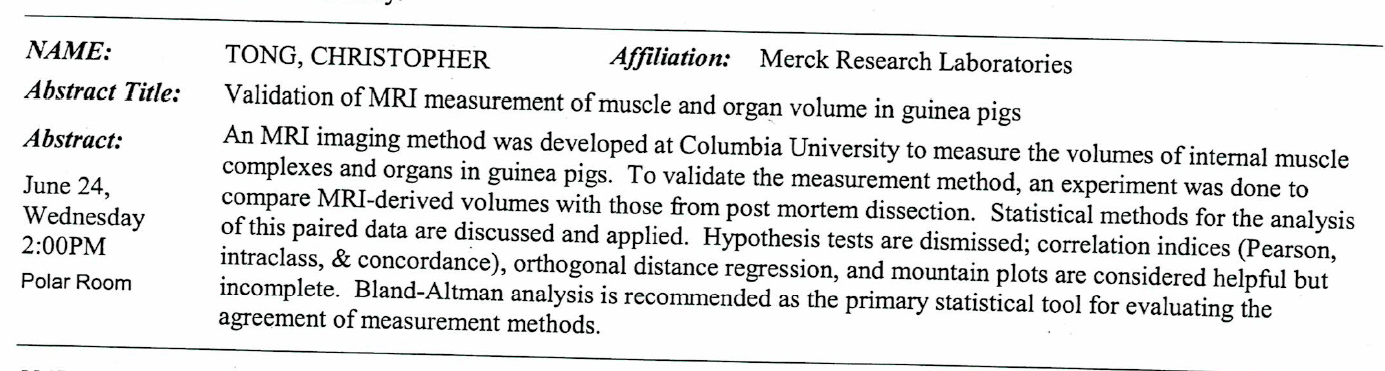 NAME: TONG, CHRISTOPHER Affiliation: Merck Research Laboratories
Abstract Title: Validation of MRI measurement of muscle and organ volume in guinea pigs
Abstract: An MRI imaging method was developed at Columbia University to measure the volumes of internal muscle
complexes and organs in guinea pigs. To validate the measurement method, an experiment was done to
compare MRI-derived volumes with those from post mortem dissection. Statistical methods for the analysis
of this paired data are discussed and applied. Hypothesis tests are dismissed; correlation indices (Pearson,
intraclass, & concordance), orthogonal distance regression, and mountain plots are considered helpful but
incomplete. Bland-Altman analysis is recommended as the primary statistical tool for evaluating the
agreement of measurement methods.
June 24,
Wednesday
2:00PM
Polar Room